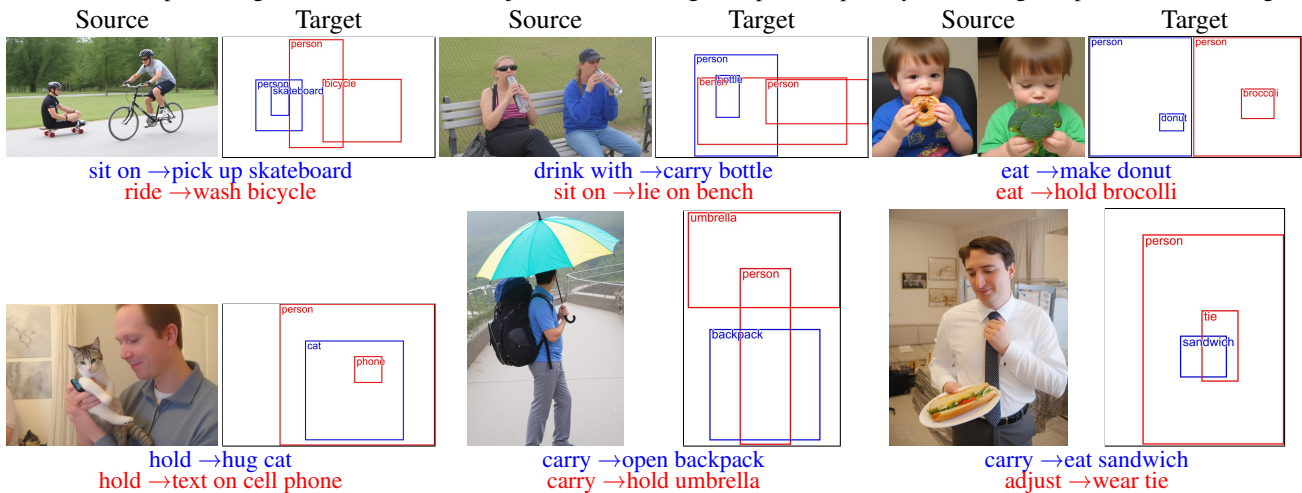 Source Target Source Target Source Target
person
person
skateboard
bicycle
person
bottle
bench
person
person
person
donut
broccoli
sit on →pick up skateboard
ride →wash bicycle
drink with →carry bottle
sit on →lie on bench
eat →make donut
eat →hold brocolli
person
cat
phone
umbrella
person
backpack
person
tie
sandwich
hold →hug cat
hold →text on cell phone
carry →open backpack
carry →hold umbrella
carry →eat sandwich
adjust →wear tie